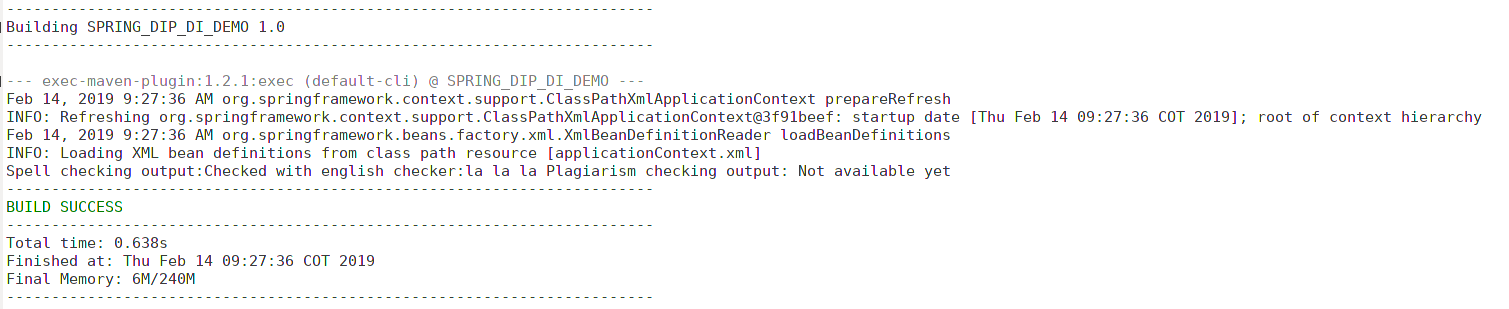 ------------------------------------------------------------------------
Building SPRING_DIP_DI_DEMO 1.0
------------------------------------------------------------------------
--- exec-maven-plugin:1.2.1:exec (default-cli) @ SPRING_DIP_DI_DEMO ---
Feb 14, 2019 9:27:36 AM org.springframework.context.support.ClassPathXmlApplicationContext prepareRefresh
INFO: Refreshing org.springframework.context.support.ClassPathXmlApplicationContext@3f91beef: startup date [Thu Feb 14 09:27:36 COT 2019]; root of context hierarchy
Feb 14, 2019 9:27:36 AM org.springframework.beans.factory.xml.XmlBeanDefinitionReader loadBeanDefinitions
INFO: Loading XML bean definitions from class path resource [applicationContext.xml]
Spell checking output:Checked with english checker:la la la Plagiarism checking output: Not available yet
------------------------------------------------------------------------
BUILD SUCCESS
------------------------------------------------------------------------
Total time: 0.638s
Finished at: Thu Feb 14 09:27:36 COT 2019
Final Memory: 6M/240M
------------------------------------------------------------------------